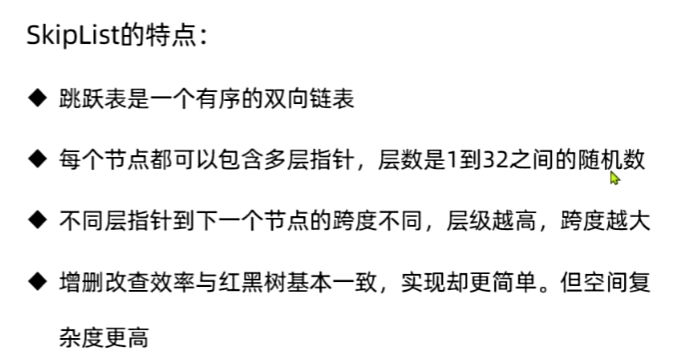 SkipList的特点：
◆ 跳跃表是一个有序的双向链表
◆ 每个节点都可以包含多层指针，层数是1到32之间的随机数
◆ 不同层指针到下一个节点的跨度不同，层级越高，跨度越大
◆ 增删改查效率与红黑树基本一致，实现却更简单。但空间复
杂度更高